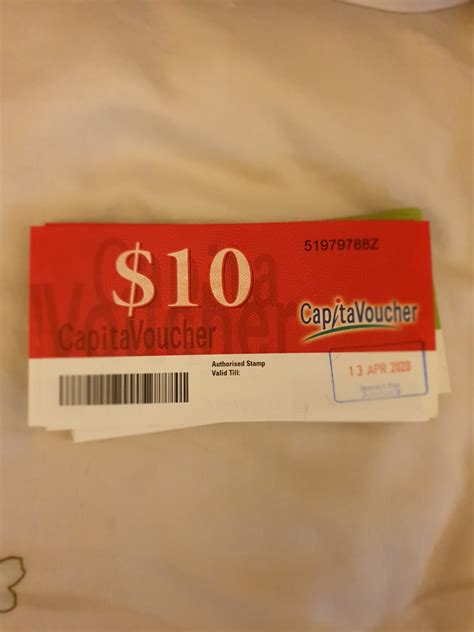 51979788Z
$10
CapitaVoucher
CapitaVoucher
Authorised Stamp
Valid Till:
13 APR 2020